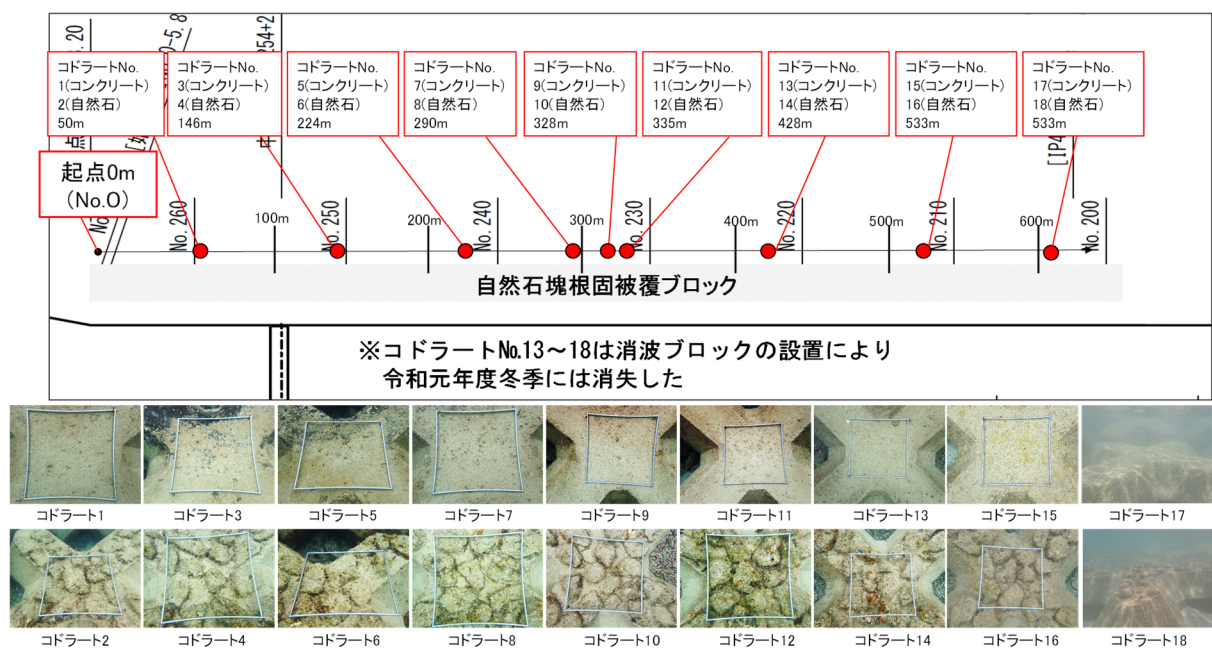 点
.20
0-5.8
254+2
中
[IP4
コドラートNo.
1(コンクリート)
2(自然石)
50m
コドラートNo.
3(コンクリート)
4(自然石)
146m
コドラートNo.
5(コンクリート)
6(自然石)
224m
コドラートNo.
7(コンクリート)
8(自然石)
290m
コドラートNo.
9(コンクリート)
10(自然石)
328m
コドラートNo.
11(コンクリート)
12(自然石)
335m
コドラートNo.
13(コンクリート)
14(自然石)
428m
コドラートNo.
15(コンクリート)
16(自然石)
533m
コドラートNo.
17(コンクリート)
18(自然石)
533m
起点0m
(No.O)
No.
No.260
100m
No.250
200m
No.240
300m
No.230
400m
No.220
500m
No.210
600m
No.200
自然石塊根固被覆ブロック
※コドラート№13~18は消波ブロックの設置により
令和元年度冬季には消失した
コドラート1
コドラート3
コドラート5
コドラート7
コドラート9
コドラート11
コドラート13
コドラート15
コドラート17
コドラート2
コドラート4
コドラート6
コドラート8
コドラート10
コドラート12
コドラート14
コドラート16
コドラート18